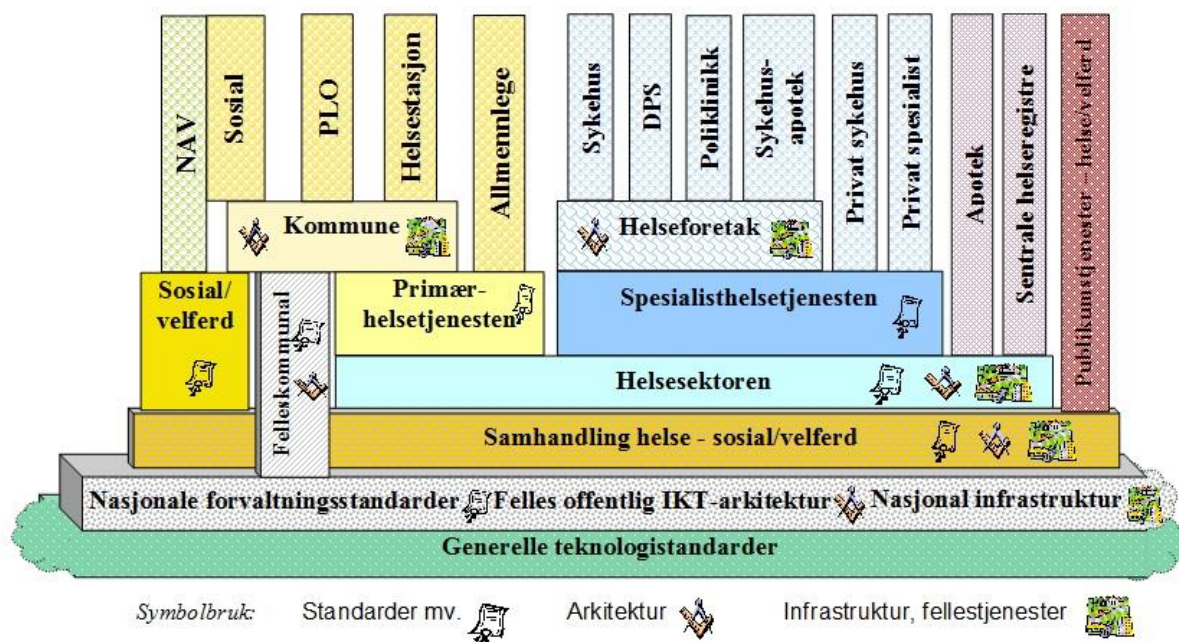 NAV
Sosial
PLO
Helsestasjon
Allmennlege
Sykehus
DPS
Poliklinikk
Sykehus-
apotek
Privat sykehus
Privat spesialist
Apotek
Sentrale helseregistre
Publikumstjenester – helse/velferd
Kommune
Helseforetak
Sosial/
velferd
Felleskommunal
Primær-
helsetjenesten
Spesialisthelsetjenesten
Helsesektoren
Samhandling helse - sosial/velferd
Nasjonale forvaltningsstandarder Felles offentlig IKT-arkitektur Nasjonal infrastruktur
Generelle teknologistandarder
Symbolbruk: Standarder mv. Arkitektur Infrastruktur, fellestjenester